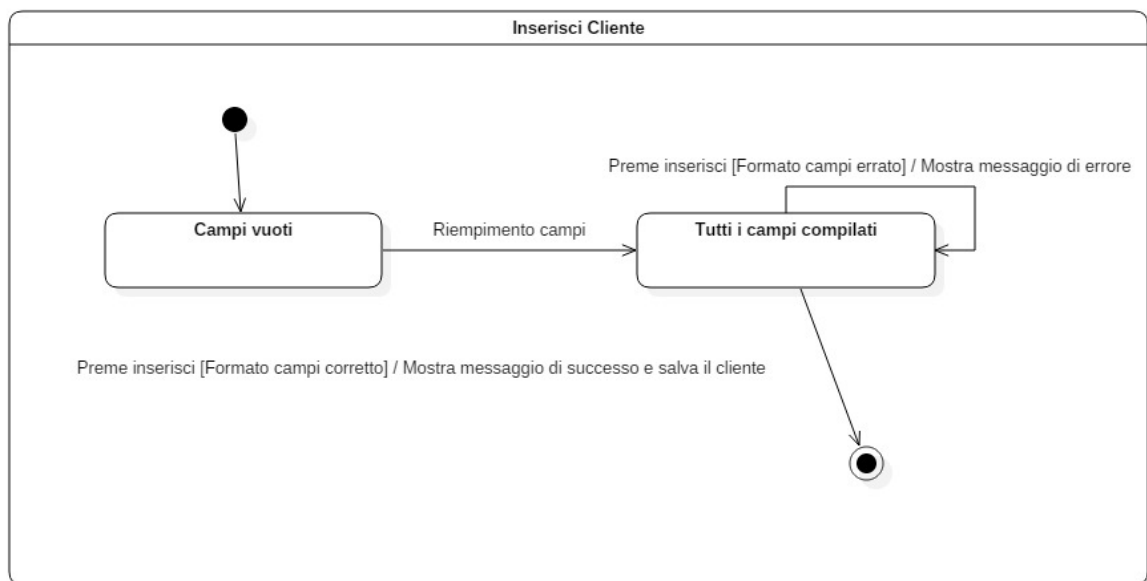 Inserisci Cliente
Preme inserisci [Formato campi errato] / Mostra messaggio di errore
Campi vuoti
Riempimento campi
Tutti i campi compilati
Preme inserisci [Formato campi corretto] / Mostra messaggio di successo e salva il cliente